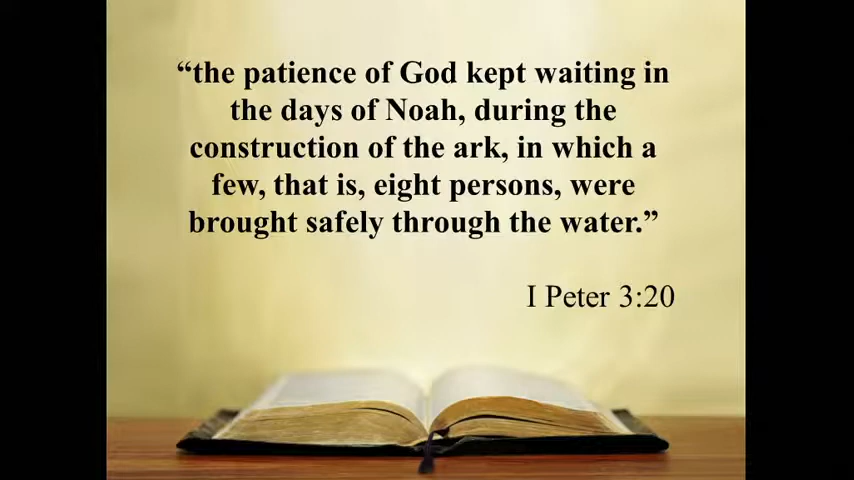 “the patience of God kept waiting in
the days of Noah, during the
construction of the ark, in which a
few, that is, eight persons, were
brought safely through the water.”
I Peter 3:20